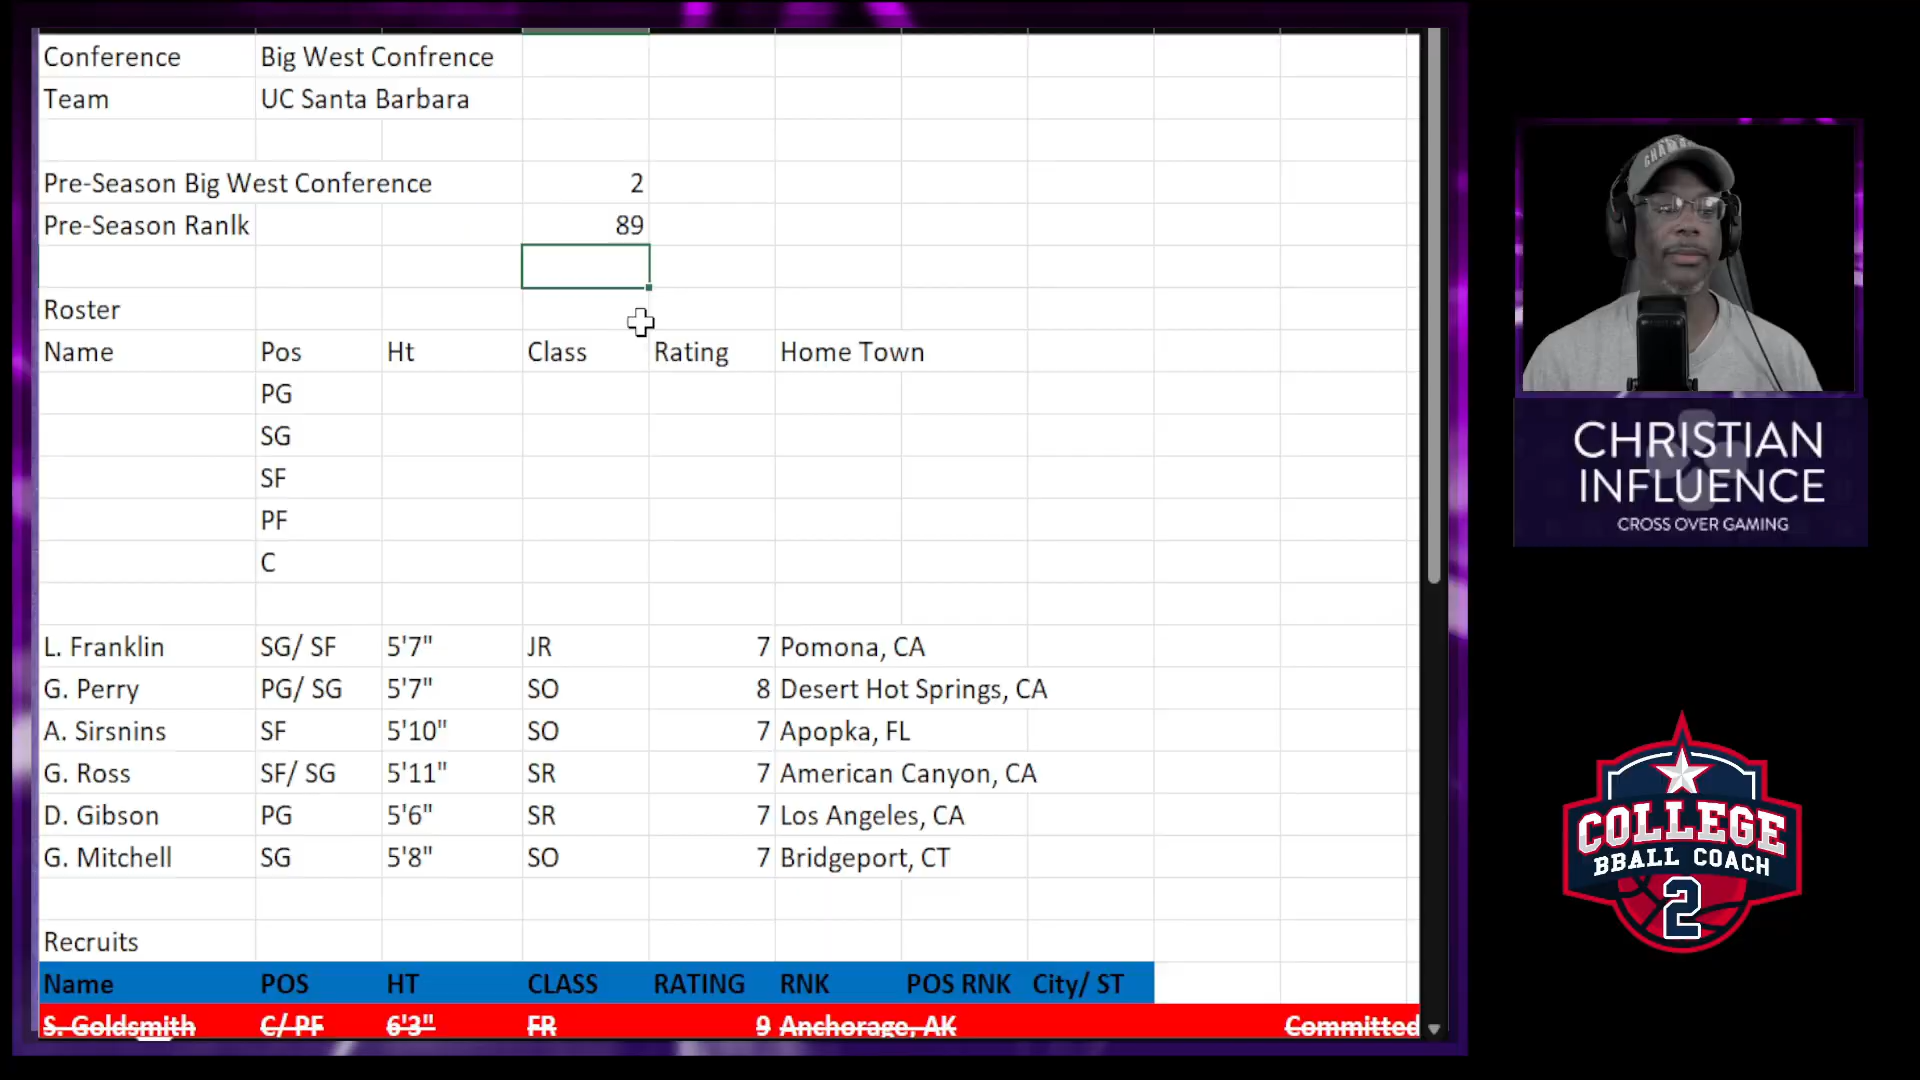 Conference Big West Confrence
Team UC Santa Barbara
Pre-Season Big West Conference 2
Pre-Season Ranlk 89
Roster
Name Pos Ht Class Rating Home Town
PG
SG
SF
PF
C
L. Franklin SG/ SF 5'7" JR 7 Pomona, CA
G. Perry PG/ SG 5'7" SO 8 Desert Hot Springs, CA
A. Sirsnins SF 5'10" SO 7 Apopka, FL
G. Ross SF/ SG 5'11" SR 7 American Canyon, CA
D. Gibson PG 5'6" SR 7 Los Angeles, CA
G. Mitchell SG 5'8" SO 7 Bridgeport, CT
Recruits
Name POS HT CLASS RATING RNK POS RNK City/ ST
S. Goldsmith C/ PF 6'3" FR 9 Anchorage, AK Committed
CHRISTIAN
INFLUENCE
CROSS OVER GAMING
COLLEGE
BBALL COACH
2